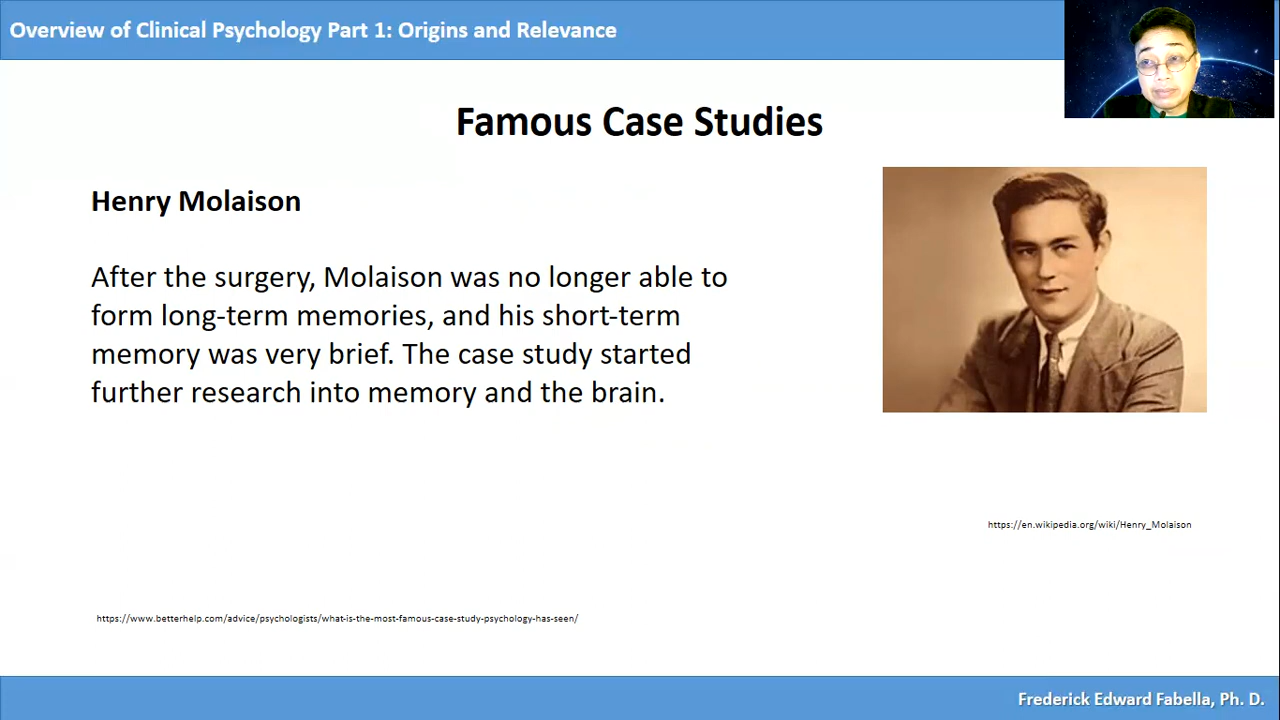 Overview of Clinical Psychology Part 1: Origins and Relevance
Famous Case Studies
Henry Molaison
After the surgery, Molaison was no longer able to
form long-term memories, and his short-term
memory was very brief. The case study started
further research into memory and the brain.
https://en.wikipedia.org/wiki/Henry_Molaison
https://www.betterhelp.com/advice/psychologists/what-is-the-most-famous-case-study-psychology-has-seen/
Frederick Edward Fabella, Ph. D.